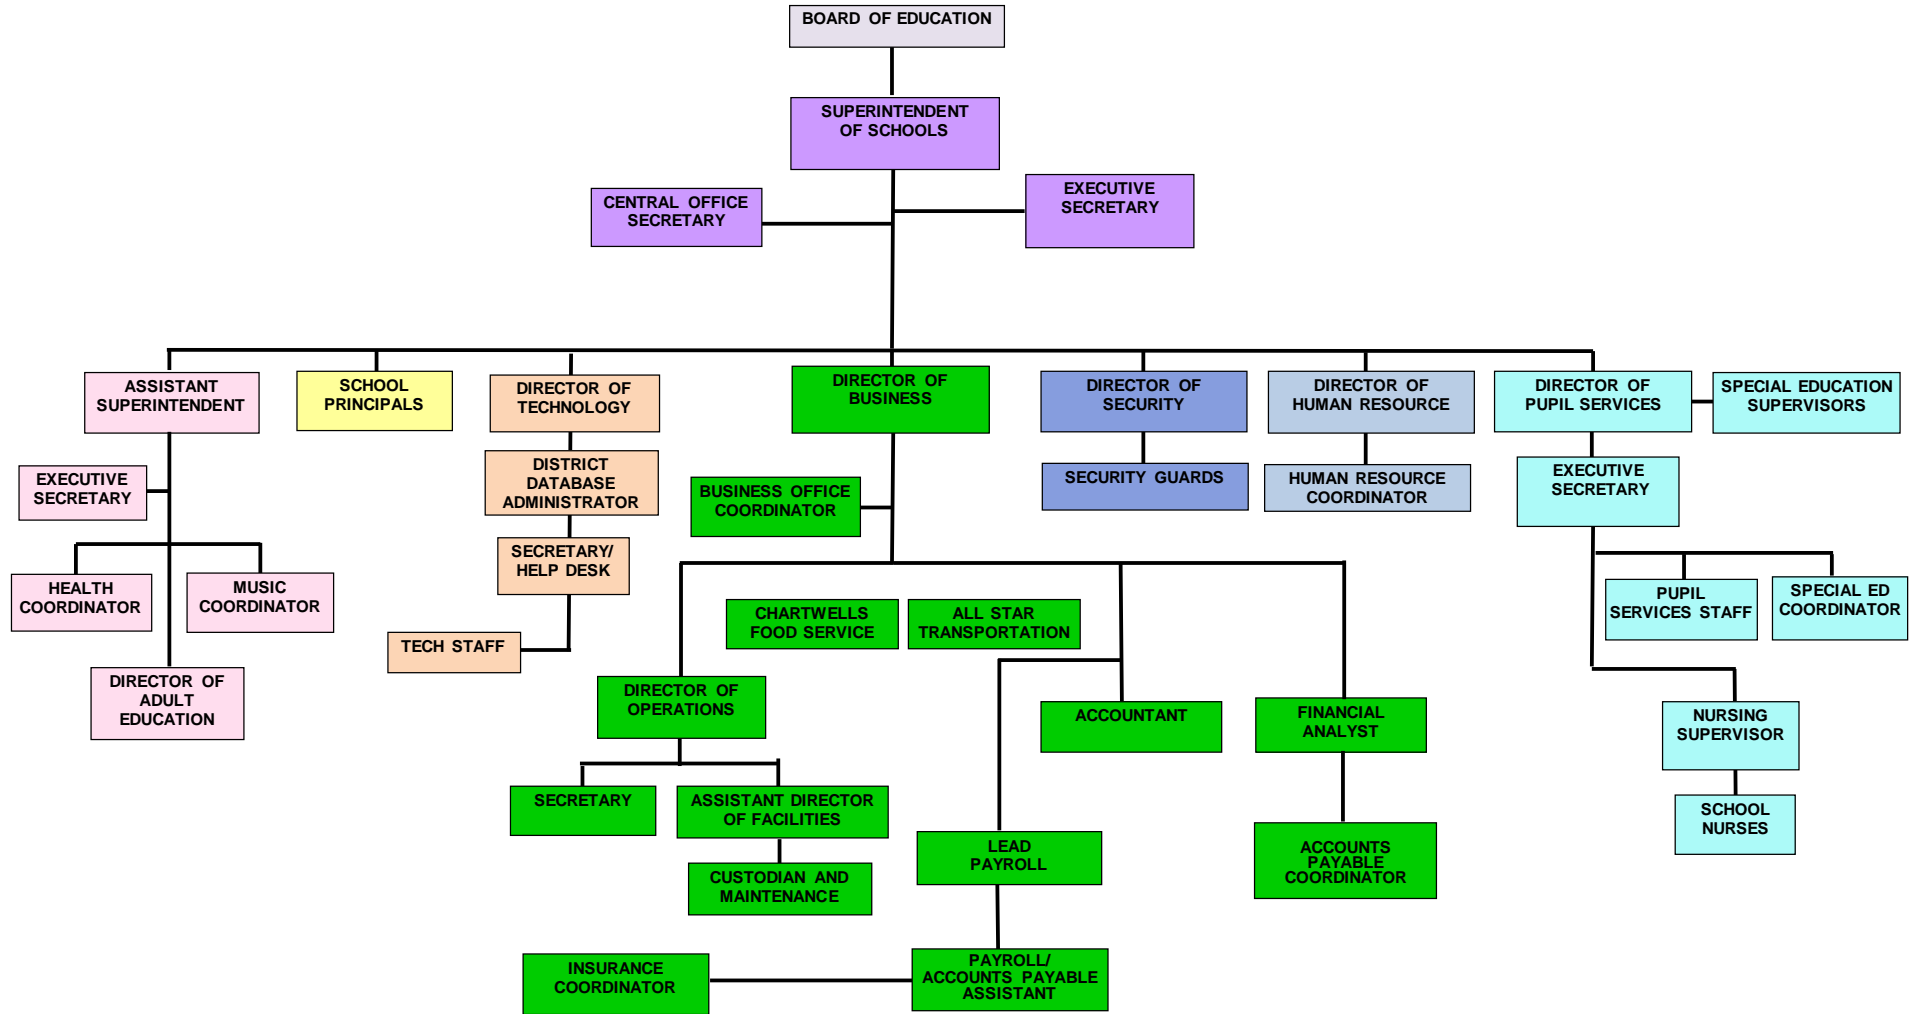 BOARD OF EDUCATION
SUPERINTENDENT
OF SCHOOLS
CENTRAL OFFICE
SECRETARY
EXECUTIVE
SECRETARY
ASSISTANT
SUPERINTENDENT
SCHOOL
PRINCIPALS
DIRECTOR OF
TECHNOLOGY
DIRECTOR OF
BUSINESS
DIRECTOR OF
SECURITY
DIRECTOR OF
HUMAN RESOURCE
DIRECTOR OF
PUPIL SERVICES
SPECIAL EDUCATION
SUPERVISORS
EXECUTIVE
SECRETARY
DISTRICT
DATABASE
ADMINISTRATOR
BUSINESS OFFICE
COORDINATOR
SECURITY GUARDS
HUMAN RESOURCE
COORDINATOR
EXECUTIVE
SECRETARY
HEALTH
COORDINATOR
MUSIC
COORDINATOR
SECRETARY/
HELP DESK
CHARTWELLS
FOOD SERVICE
ALL STAR
TRANSPORTATION
PUPIL
SERVICES STAFF
SPECIAL ED
COORDINATOR
TECH STAFF
DIRECTOR OF
ADULT
EDUCATION
DIRECTOR OF
OPERATIONS
ACCOUNTANT
FINANCIAL
ANALYST
NURSING
SUPERVISOR
SECRETARY
ASSISTANT DIRECTOR
OF FACILITIES
SCHOOL
NURSES
LEAD
PAYROLL
ACCOUNTS
PAYABLE
COORDINATOR
CUSTODIAN AND
MAINTENANCE
INSURANCE
COORDINATOR
PAYROLL/
ACCOUNTS PAYABLE
ASSISTANT